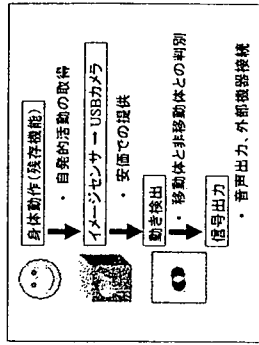 身体動作(残存機能)
・ 自発的活動の取得
イメージセンサー → USBカメラ
・ 安価での提供
動き検出
・ 移動体と非移動体との判別
信号出力
・ 音声出力、外部機器接続